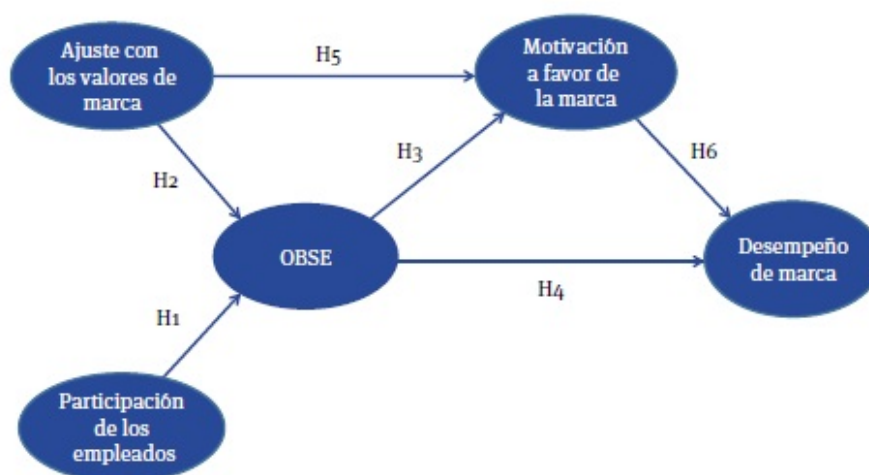 Ajuste con
los valores de
marca
H5
Motivación
a favor de
la marca
H2
H3
H6
OBSE
H4
Desempeño
de marca
H1
Participación
de los
empleados